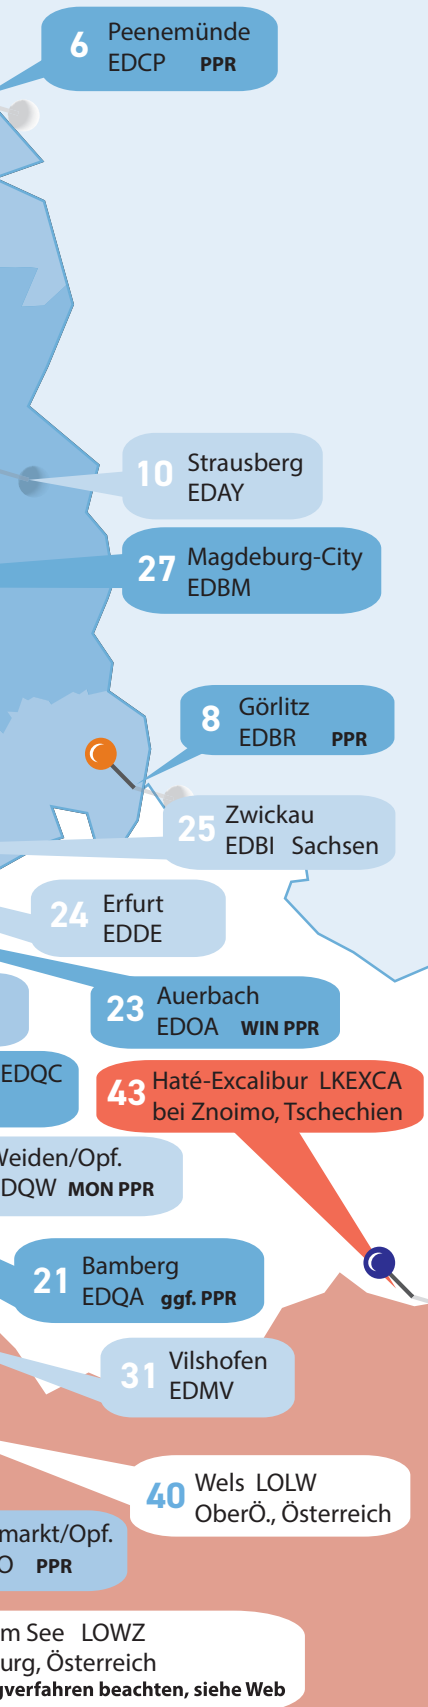 6 Peenemünde
EDCP PPR
10 Strausberg
EDAY
27 Magdeburg-City
EDBM
8 Görlitz
EDBR PPR
25 Zwickau
EDBI Sachsen
24 Erfurt
EDDE
23 Auerbach
EDOA WIN PPR
EDQC
43 Haté-Excalibur LKEXCA
bei Znoimo, Tschechien
Weiden/Opf.
DQW MON PPR
21 Bamberg
EDQA ggf. PPR
31 Vilshofen
EDMV
40 Wels LOLW
OberÖ., Österreich
markt/Opf.
O PPR
m See LOWZ
urg, Österreich
gverfahren beachten, siehe Web